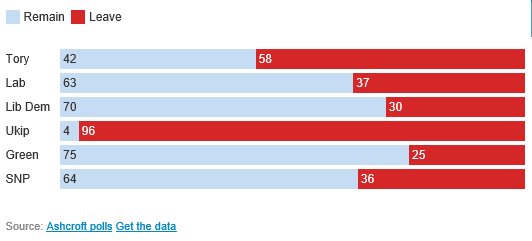 Remain Leave
Tory 42 58
Lab 63 37
Lib Dem 70 30
Ukip 4 96
Green 75 25
SNP 64 36
Source: Ashcroft polls Get the data